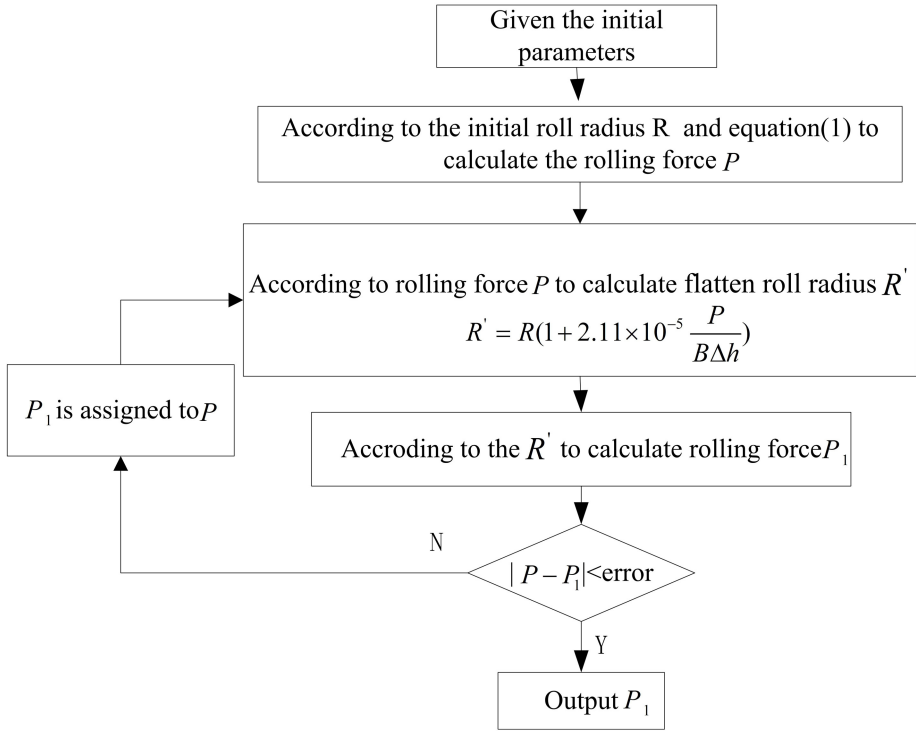 Given the initial
parameters
According to the initial roll radius R and equation(1) to
calculate the rolling force P
According to rolling force P to calculate flatten roll radius R'
R' = R(1+2.11×10⁻⁵ P/BΔh)
P₁ is assigned to P
Accroding to the R' to calculate rolling force P₁
N
|P−P₁|<error
Y
Output P₁